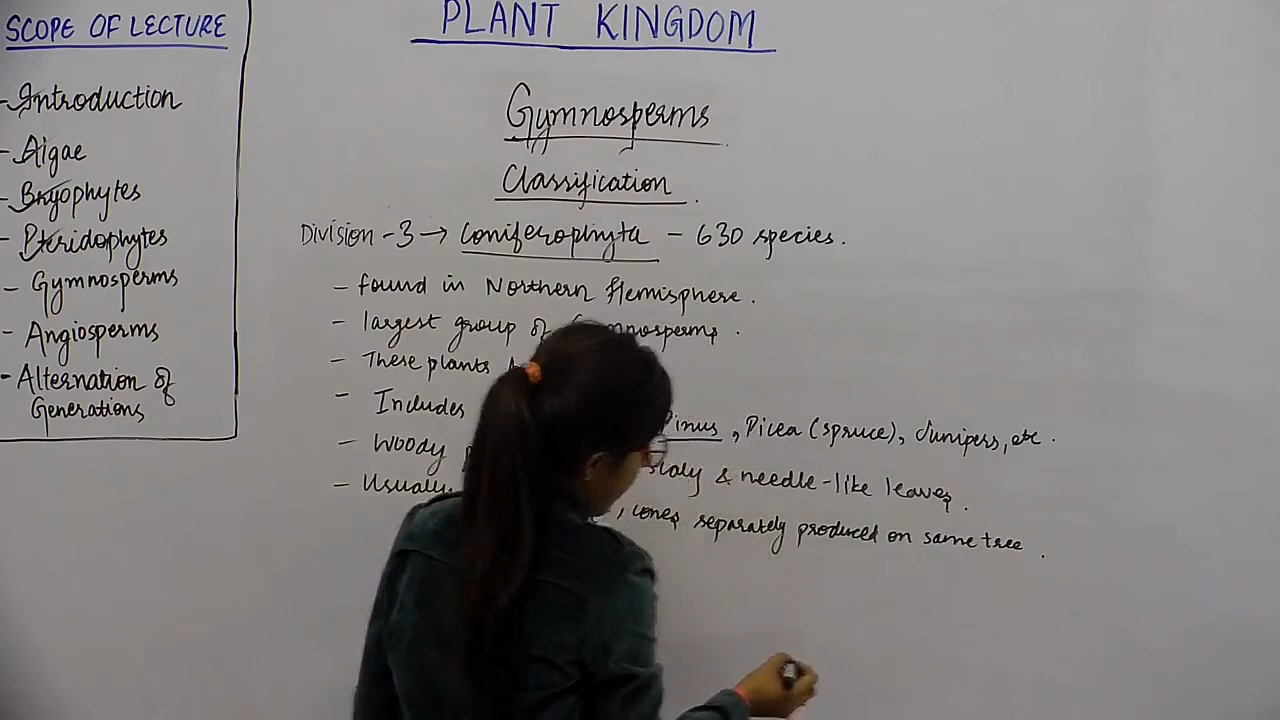 SCOPE OF LECTURE
- Introduction
- Algae
- Bryophytes
- Pteridophytes
- Gymnosperms
- Angiosperms
- Alternation of
Generations
PLANT KINGDOM
Gymnosperms
Classification
Division -3 → Coniferophyta - 630 species.
- found in Northern Hemisphere.
- largest group of Gymnosperms.
- These plants
- Includes Pinus, Picea (spruce), Junipers, etc.
- Woody & needle-like leaves.
- Usually, cones separately produced on same tree.